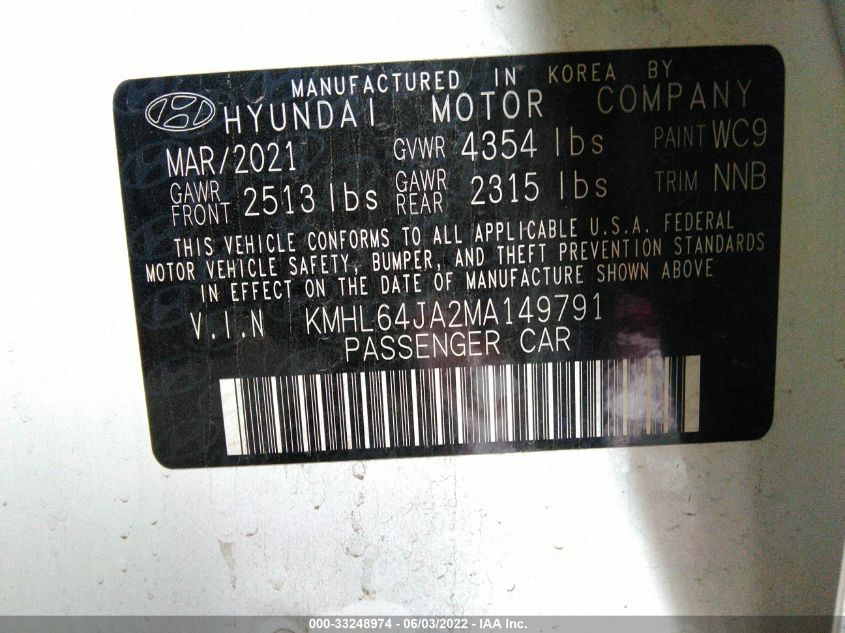 MANUFACTURED IN KOREA BY
HYUNDAI MOTOR COMPANY
MAR/2021 GVWR 4354 lbs PAINT WC9
GAWR FRONT 2513 lbs GAWR REAR 2315 lbs TRIM NNB
THIS VEHICLE CONFORMS TO ALL APPLICABLE U.S.A. FEDERAL
MOTOR VEHICLE SAFETY, BUMPER, AND THEFT PREVENTION STANDARDS
IN EFFECT ON THE DATE OF MANUFACTURE SHOWN ABOVE
V.I.N KMHL64JA2MA149791
PASSENGER CAR
000-33248974 - 06/03/2022 - IAA Inc.